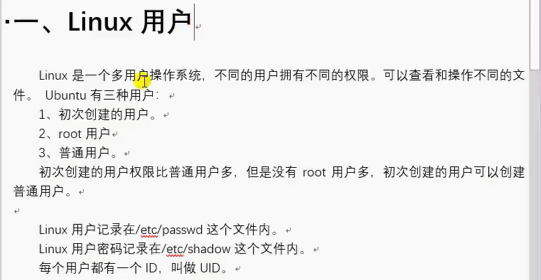 一、Linux 用户
Linux 是一个多用户操作系统，不同的用户拥有不同的权限。可以查看和操作不同的文
件。 Ubuntu 有三种用户：
1、初次创建的用户。
2、root 用户
3、普通用户。
初次创建的用户权限比普通用户多，但是没有 root 用户多，初次创建的用户可以创建
普通用户。
Linux 用户记录在/etc/passwd 这个文件内。
Linux 用户密码记录在/etc/shadow 这个文件内。
每个用户都有一个 ID，叫做 UID。